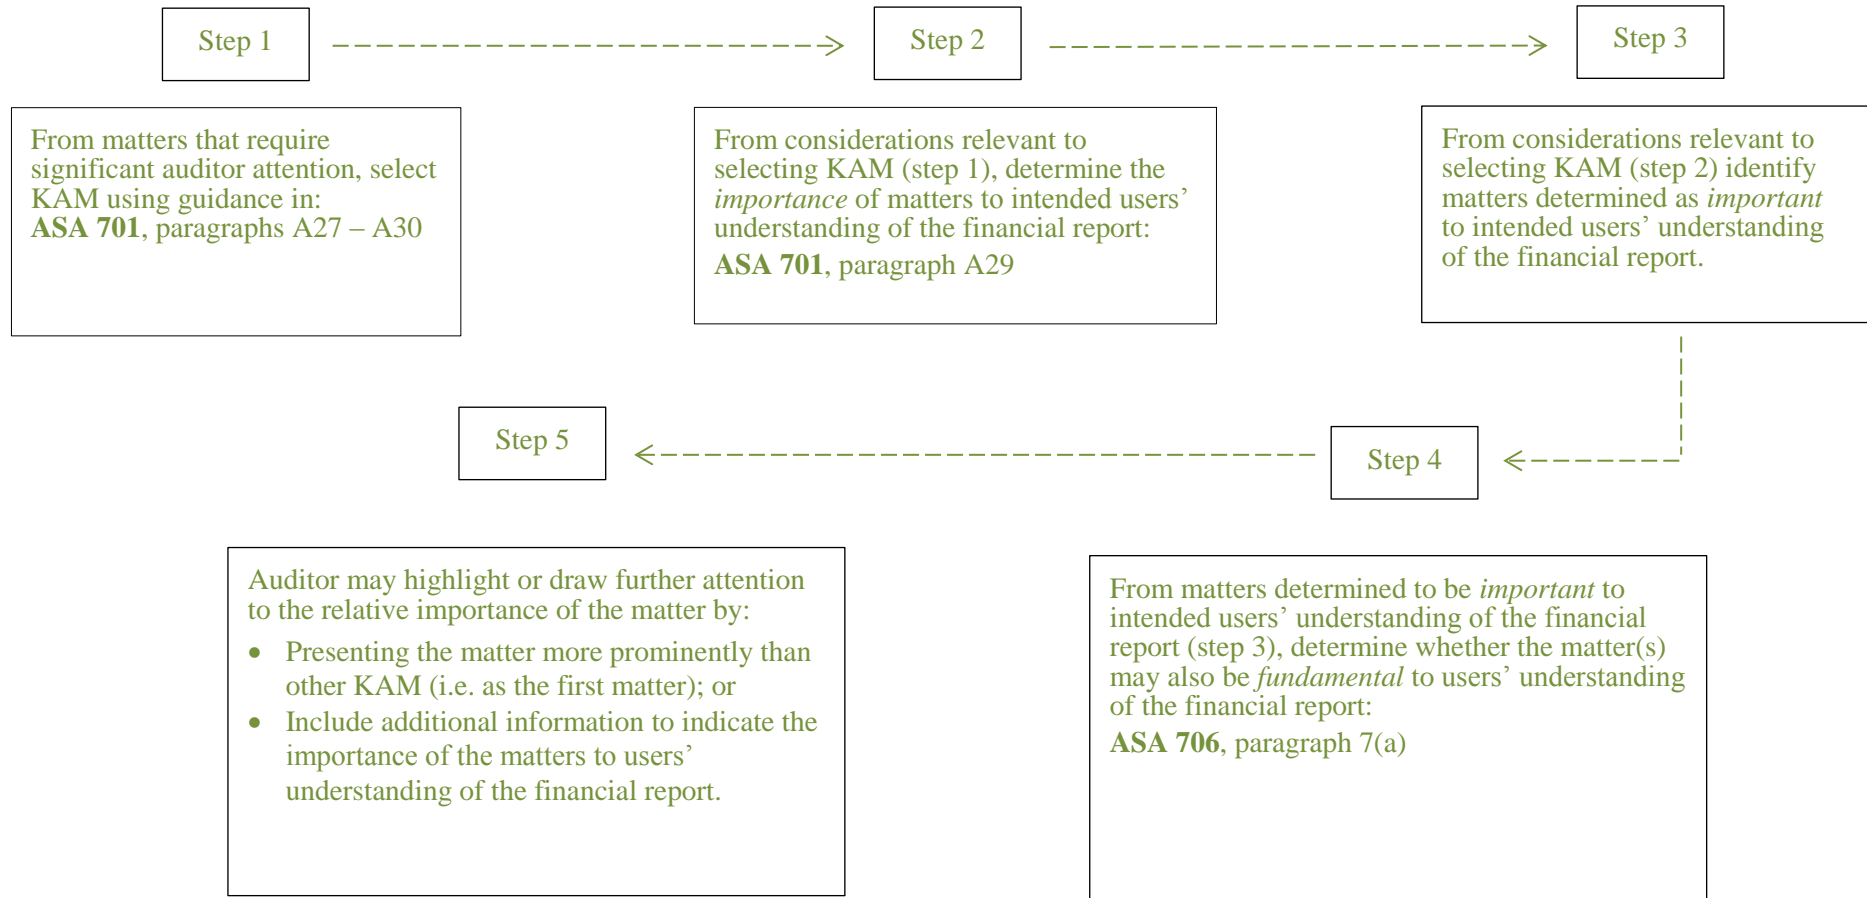 Step 1
Step 2
Step 3
From matters that require
significant auditor attention, select
KAM using guidance in:
ASA 701, paragraphs A27 – A30
From considerations relevant to
selecting KAM (step 1), determine the
importance of matters to intended users’
understanding of the financial report:
ASA 701, paragraph A29
From considerations relevant to
selecting KAM (step 2) identify
matters determined as important
to intended users’ understanding
of the financial report.
Step 4
From matters determined to be important to
intended users’ understanding of the financial
report (step 3), determine whether the matter(s)
may also be fundamental to users’ understanding
of the financial report:
ASA 706, paragraph 7(a)
Step 5
Auditor may highlight or draw further attention
to the relative importance of the matter by:
• Presenting the matter more prominently than
other KAM (i.e. as the first matter); or
• Include additional information to indicate the
importance of the matters to users’
understanding of the financial report.